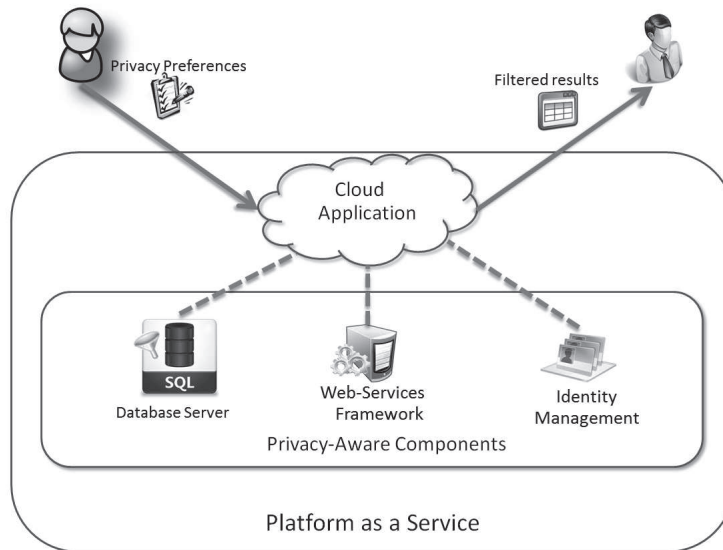 Privacy Preferences
Filtered results
Cloud
Application
SQL
Database Server
Web-Services
Framework
Identity
Management
Privacy-Aware Components
Platform as a Service